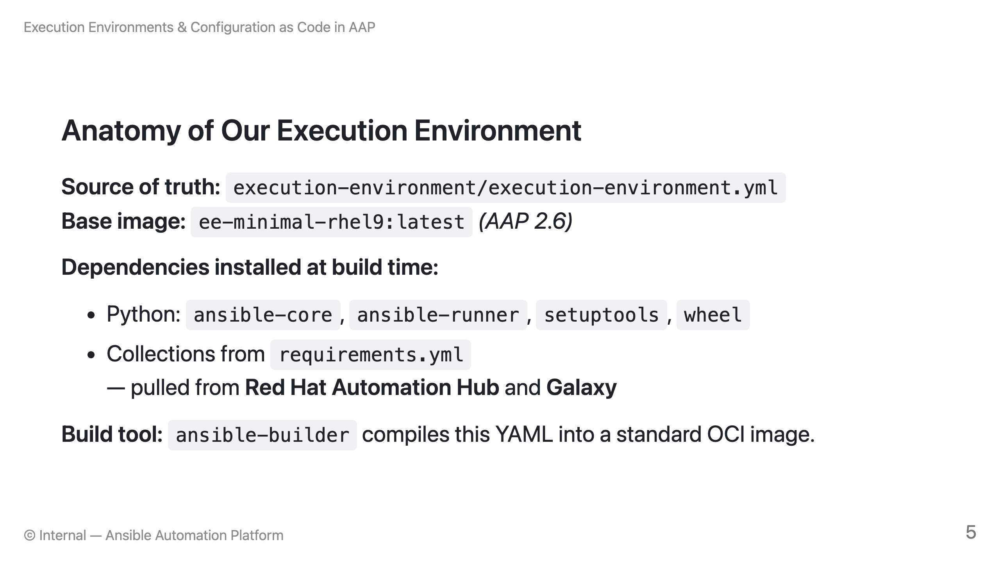 Execution Environments & Configuration as Code in AAP
Anatomy of Our Execution Environment
Source of truth: execution-environment/execution-environment.yml
Base image: ee-minimal-rhel9:latest (AAP 2.6)
Dependencies installed at build time:
• Python: ansible-core, ansible-runner, setuptools, wheel
• Collections from requirements.yml
— pulled from Red Hat Automation Hub and Galaxy
Build tool: ansible-builder compiles this YAML into a standard OCI image.
© Internal — Ansible Automation Platform
5